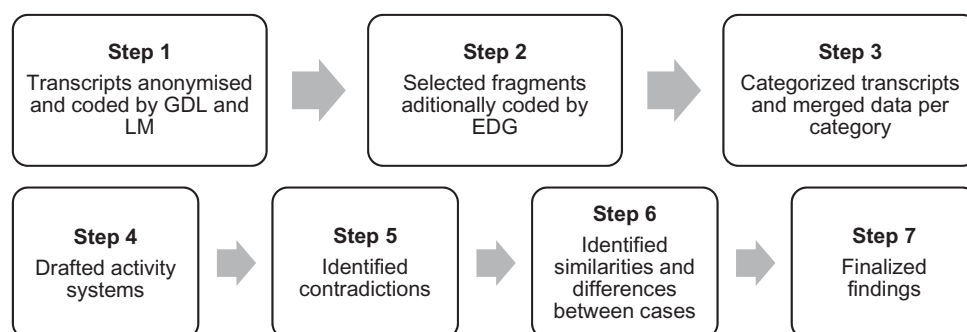 Step 1
Transcripts anonymised
and coded by GDL and
LM
Step 2
Selected fragments
aditionally coded by
EDG
Step 3
Categorized transcripts
and merged data per
category
Step 4
Drafted activity
systems
Step 5
Identified
contradictions
Step 6
Identified
similarities and
differences
between cases
Step 7
Finalized
findings